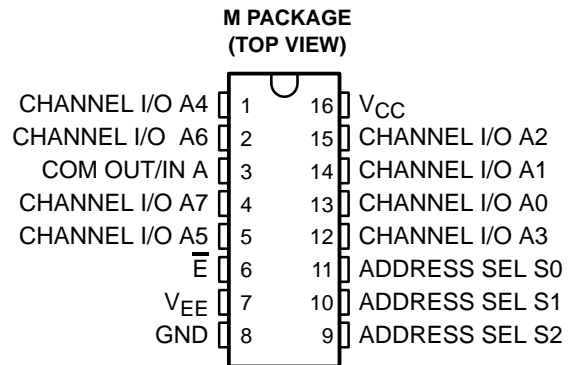 M PACKAGE
(TOP VIEW)
CHANNEL I/O A4 1 16 VCC
CHANNEL I/O A6 2 15 CHANNEL I/O A2
COM OUT/IN A 3 14 CHANNEL I/O A1
CHANNEL I/O A7 4 13 CHANNEL I/O A0
CHANNEL I/O A5 5 12 CHANNEL I/O A3
E̅ 6 11 ADDRESS SEL S0
VEE 7 10 ADDRESS SEL S1
GND 8 9 ADDRESS SEL S2